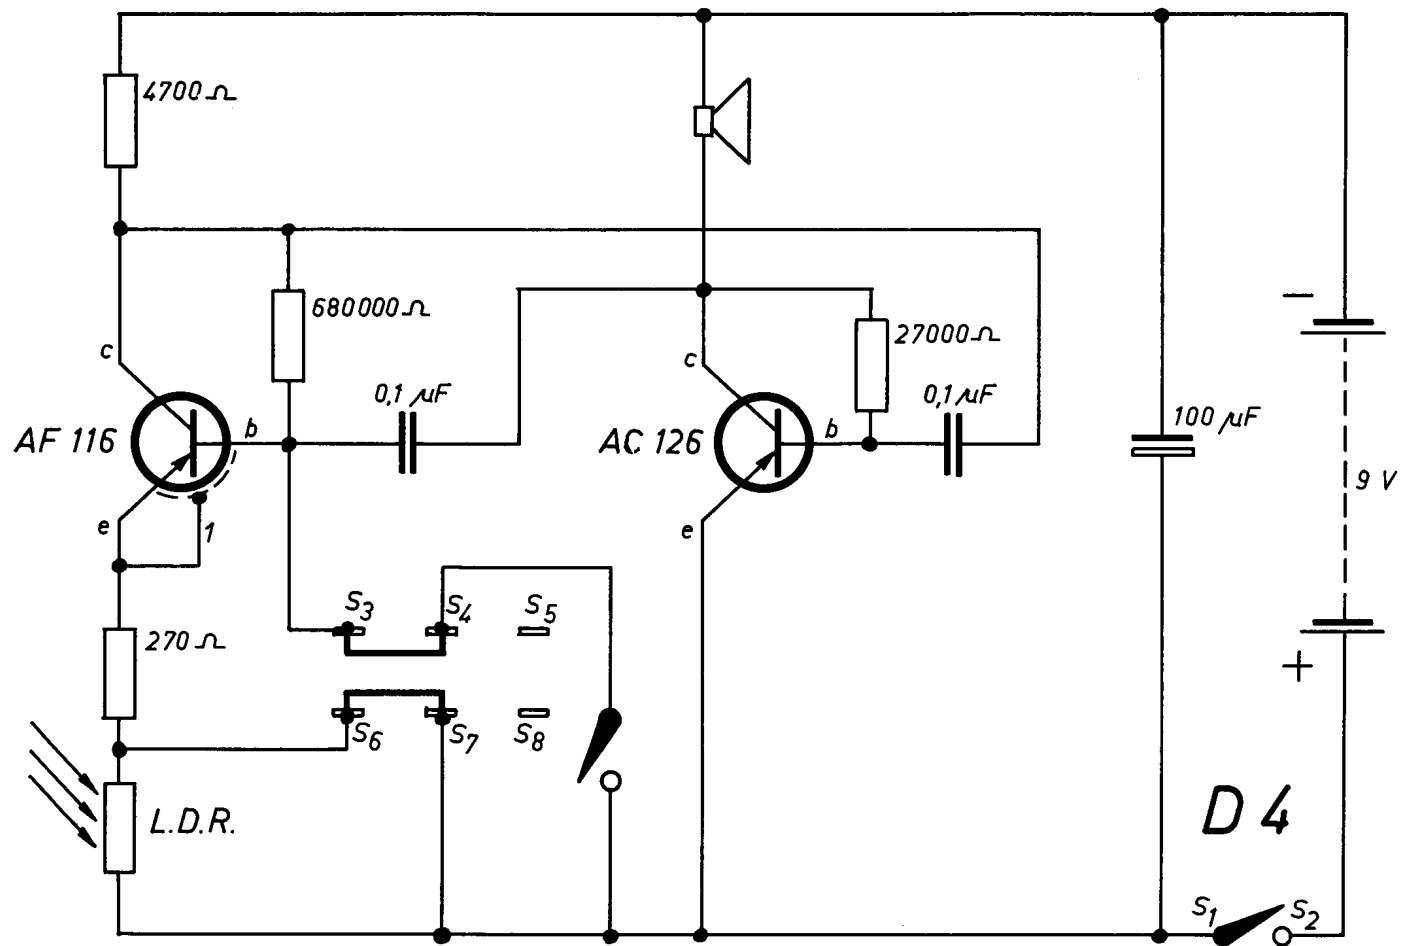 4700 Ω
680000 Ω
27000 Ω
c
c
0,1 µF
0,1 µF
100 µF
AF 116
b
AC 126
b
9 V
e
1
e
−
+
S3
S4
S5
270 Ω
S6
S7
S8
L.D.R.
D 4
S1
S2